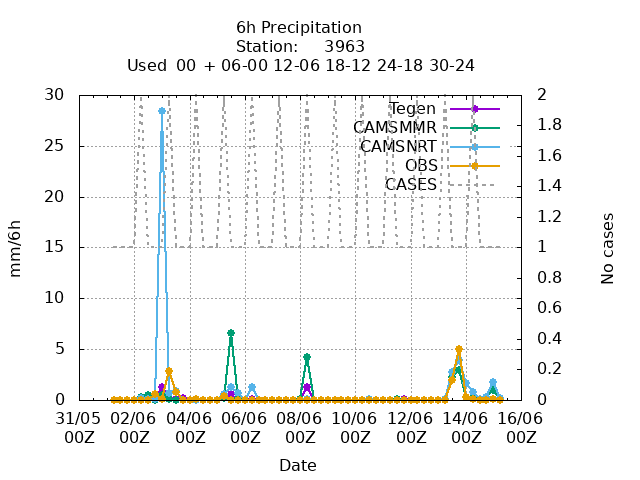 6h Precipitation
Station: 3963
Used 00 + 06-00 12-06 18-12 24-18 30-24
30
25
20
15
10
5
0
mm/6h
2
1.8
1.6
1.4
1.2
1
0.8
0.6
0.4
0.2
0
No cases
Tegen
CAMSMMR
CAMSNRT
OBS
CASES
31/05 02/06 04/06 06/06 08/06 10/06 12/06 14/06 16/06
00Z 00Z 00Z 00Z 00Z 00Z 00Z 00Z 00Z
Date